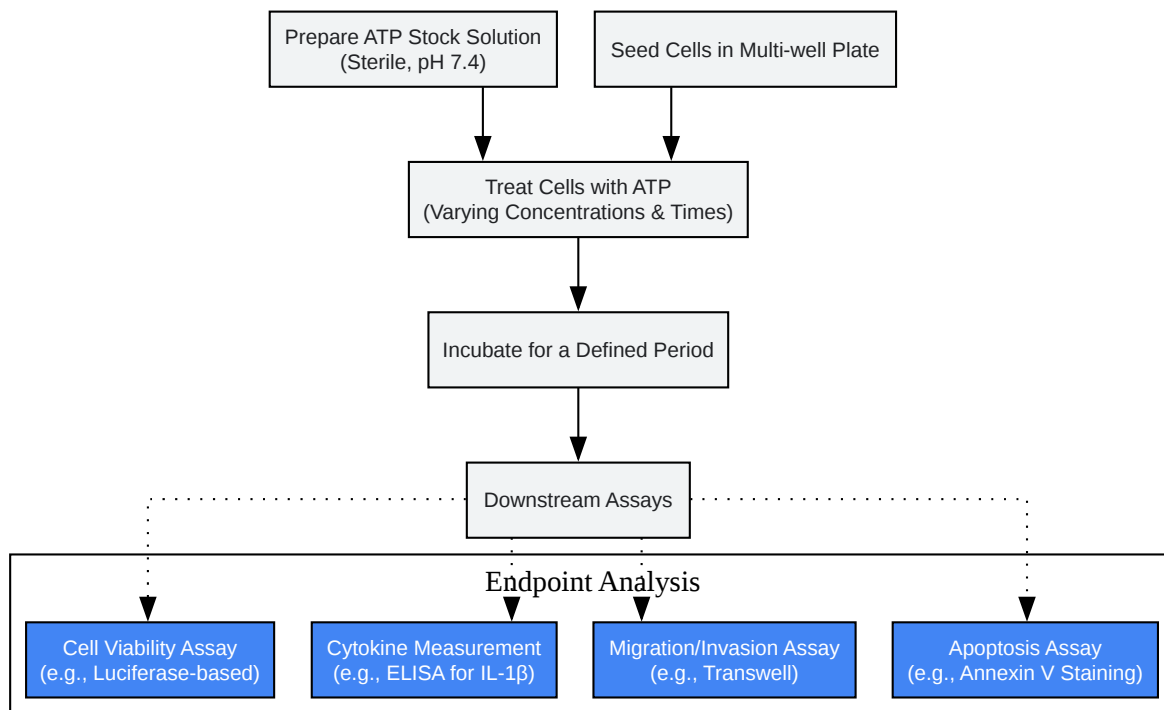 Prepare ATP Stock Solution
(Sterile, pH 7.4)
Seed Cells in Multi-well Plate
Treat Cells with ATP
(Varying Concentrations & Times)
Incubate for a Defined Period
Downstream Assays
Endpoint Analysis
Cell Viability Assay
(e.g., Luciferase-based)
Cytokine Measurement
(e.g., ELISA for IL-1β)
Migration/Invasion Assay
(e.g., Transwell)
Apoptosis Assay
(e.g., Annexin V Staining)